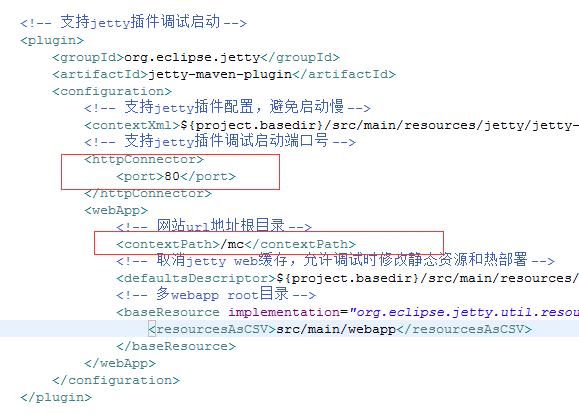 <!-- 支持jetty插件调试启动 -->
<plugin>
<groupId>org.eclipse.jetty</groupId>
<artifactId>jetty-maven-plugin</artifactId>
<configuration>
<!-- 支持jetty插件配置，避免启动慢 -->
<contextXml>${project.basedir}/src/main/resources/jetty/jetty-
<!-- 支持jetty插件调试启动端口号 -->
<httpConnector>
<port>80</port>
</httpConnector>
<webApp>
<!-- 网站url地址根目录 -->
<contextPath>/mc</contextPath>
<!-- 取消jetty web缓存，允许调试时修改静态资源和热部署 -->
<defaultsDescriptor>${project.basedir}/src/main/resources/
<!-- 多webapp root目录 -->
<baseResource implementation="org.eclipse.jetty.util.resou
<resourcesAsCSV>src/main/webapp</resourcesAsCSV>
</baseResource>
</webApp>
</configuration>
</plugin>